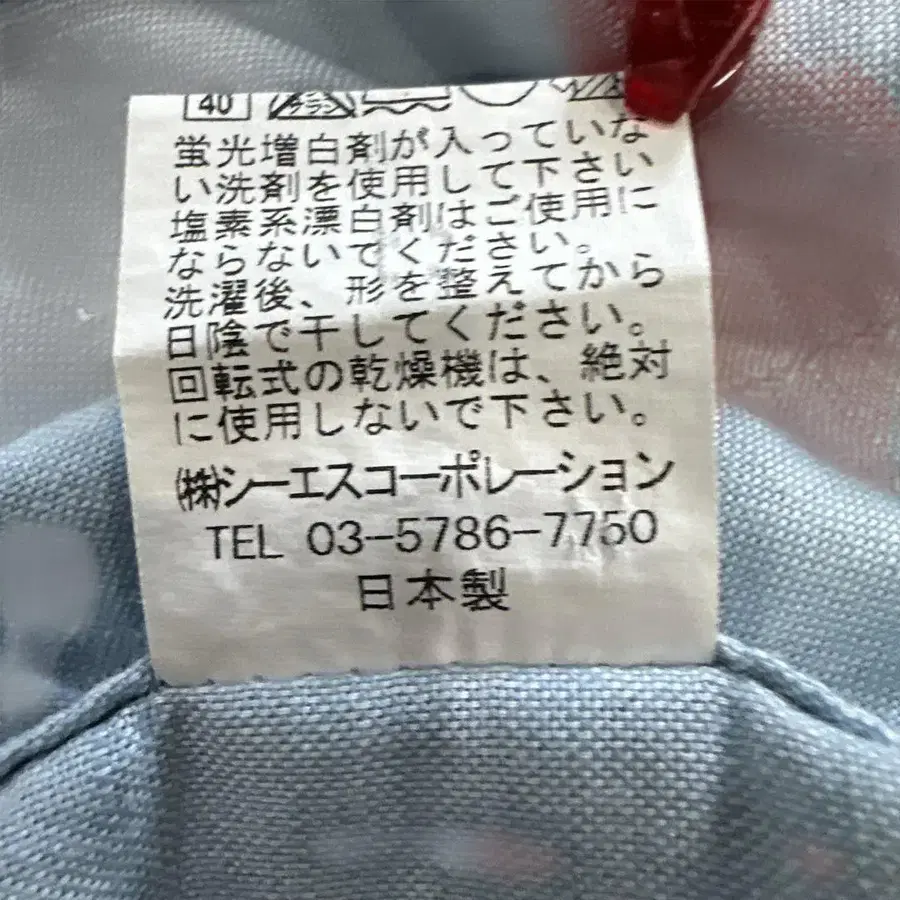 40
蛍光増白剤が入っていな
い洗剤を使用して下さい
塩素系漂白剤はご使用に
ならないでください。
洗濯後、形を整えてから
日陰で干してください。
回転式の乾燥機は、絶対
に使用しないで下さい。
㈱シーエスコーポレーション
TEL 03-5786-7750
日本製